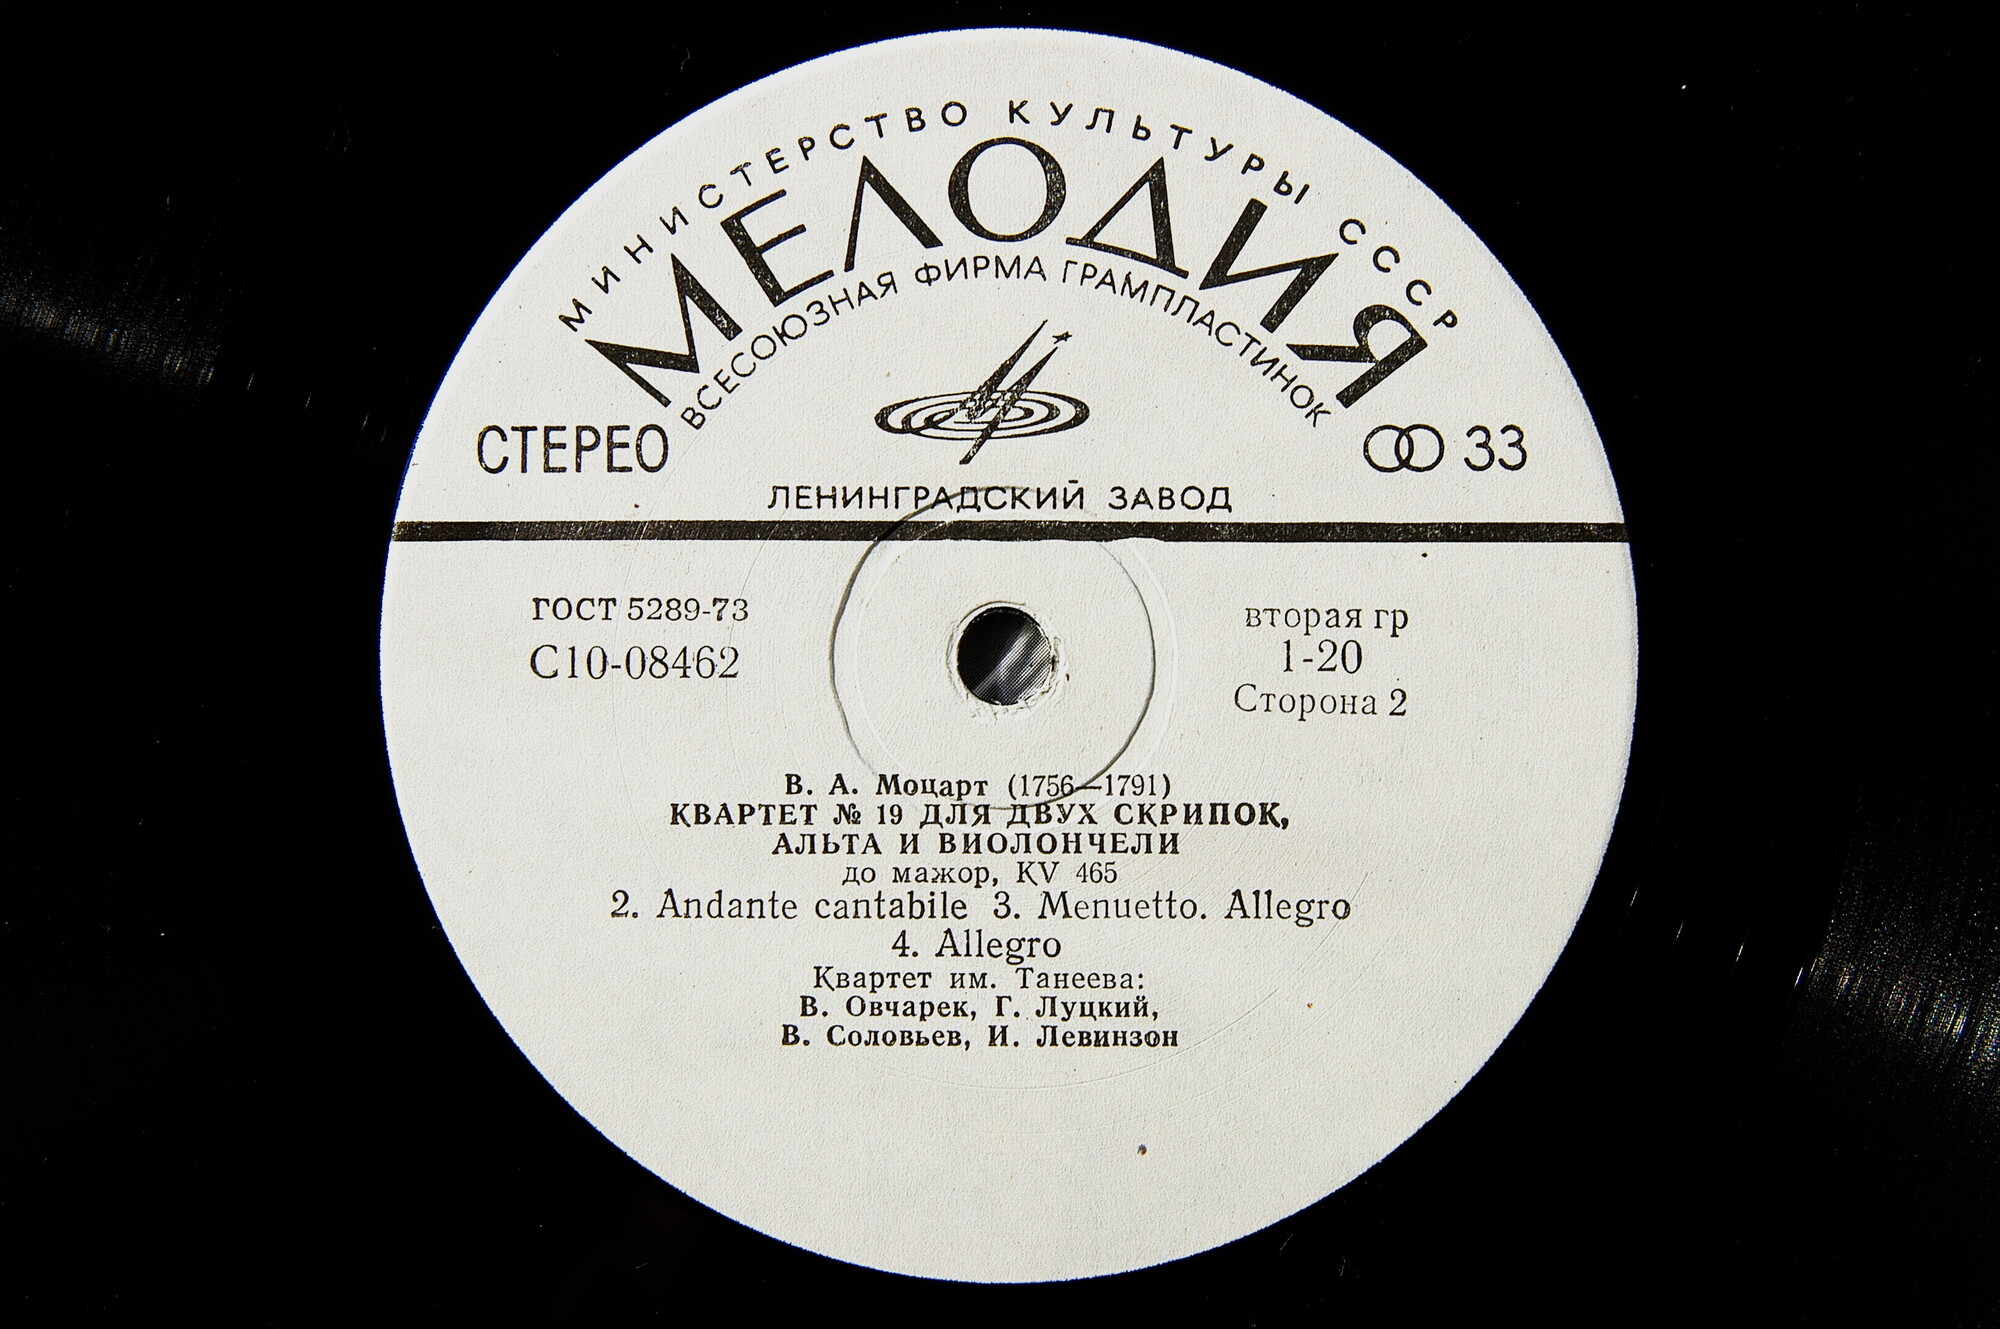 МИНИСТЕРСТВО КУЛЬТУРЫ СССР
МЕЛОДИЯ
ВСЕСОЮЗНАЯ ФИРМА ГРАМПЛАСТИНОК
СТЕРЕО
33
ЛЕНИНГРАДСКИЙ ЗАВОД
ГОСТ 5289-73
С10-08462
вторая гр
1-20
Сторона 2
В. А. Моцарт (1756—1791)
КВАРТЕТ № 19 ДЛЯ ДВУХ СКРИПОК,
АЛЬТА И ВИОЛОНЧЕЛИ
до мажор, KV 465
2. Andante cantabile 3. Menuetto. Allegro
4. Allegro
Квартет им. Танеева:
В. Овчарек, Г. Луцкий,
В. Соловьев, И. Левинзон